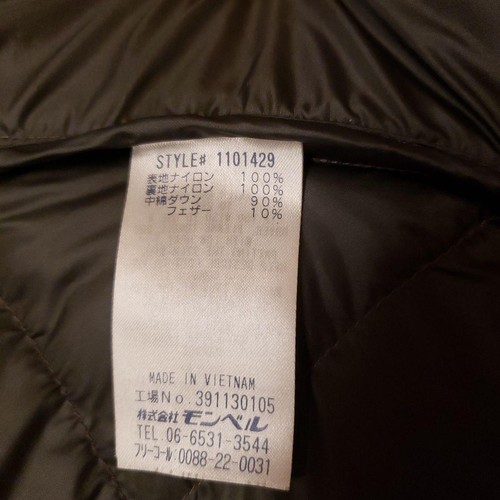 STYLE# 1101429
表地ナイロン 100%
裏地ナイロン 100%
中綿ダウン 90%
フェザー 10%
MADE IN VIETNAM
工場No. 391130105
株式会社 モンベル
TEL.06-6531-3544
フリーコール:0088-22-0031